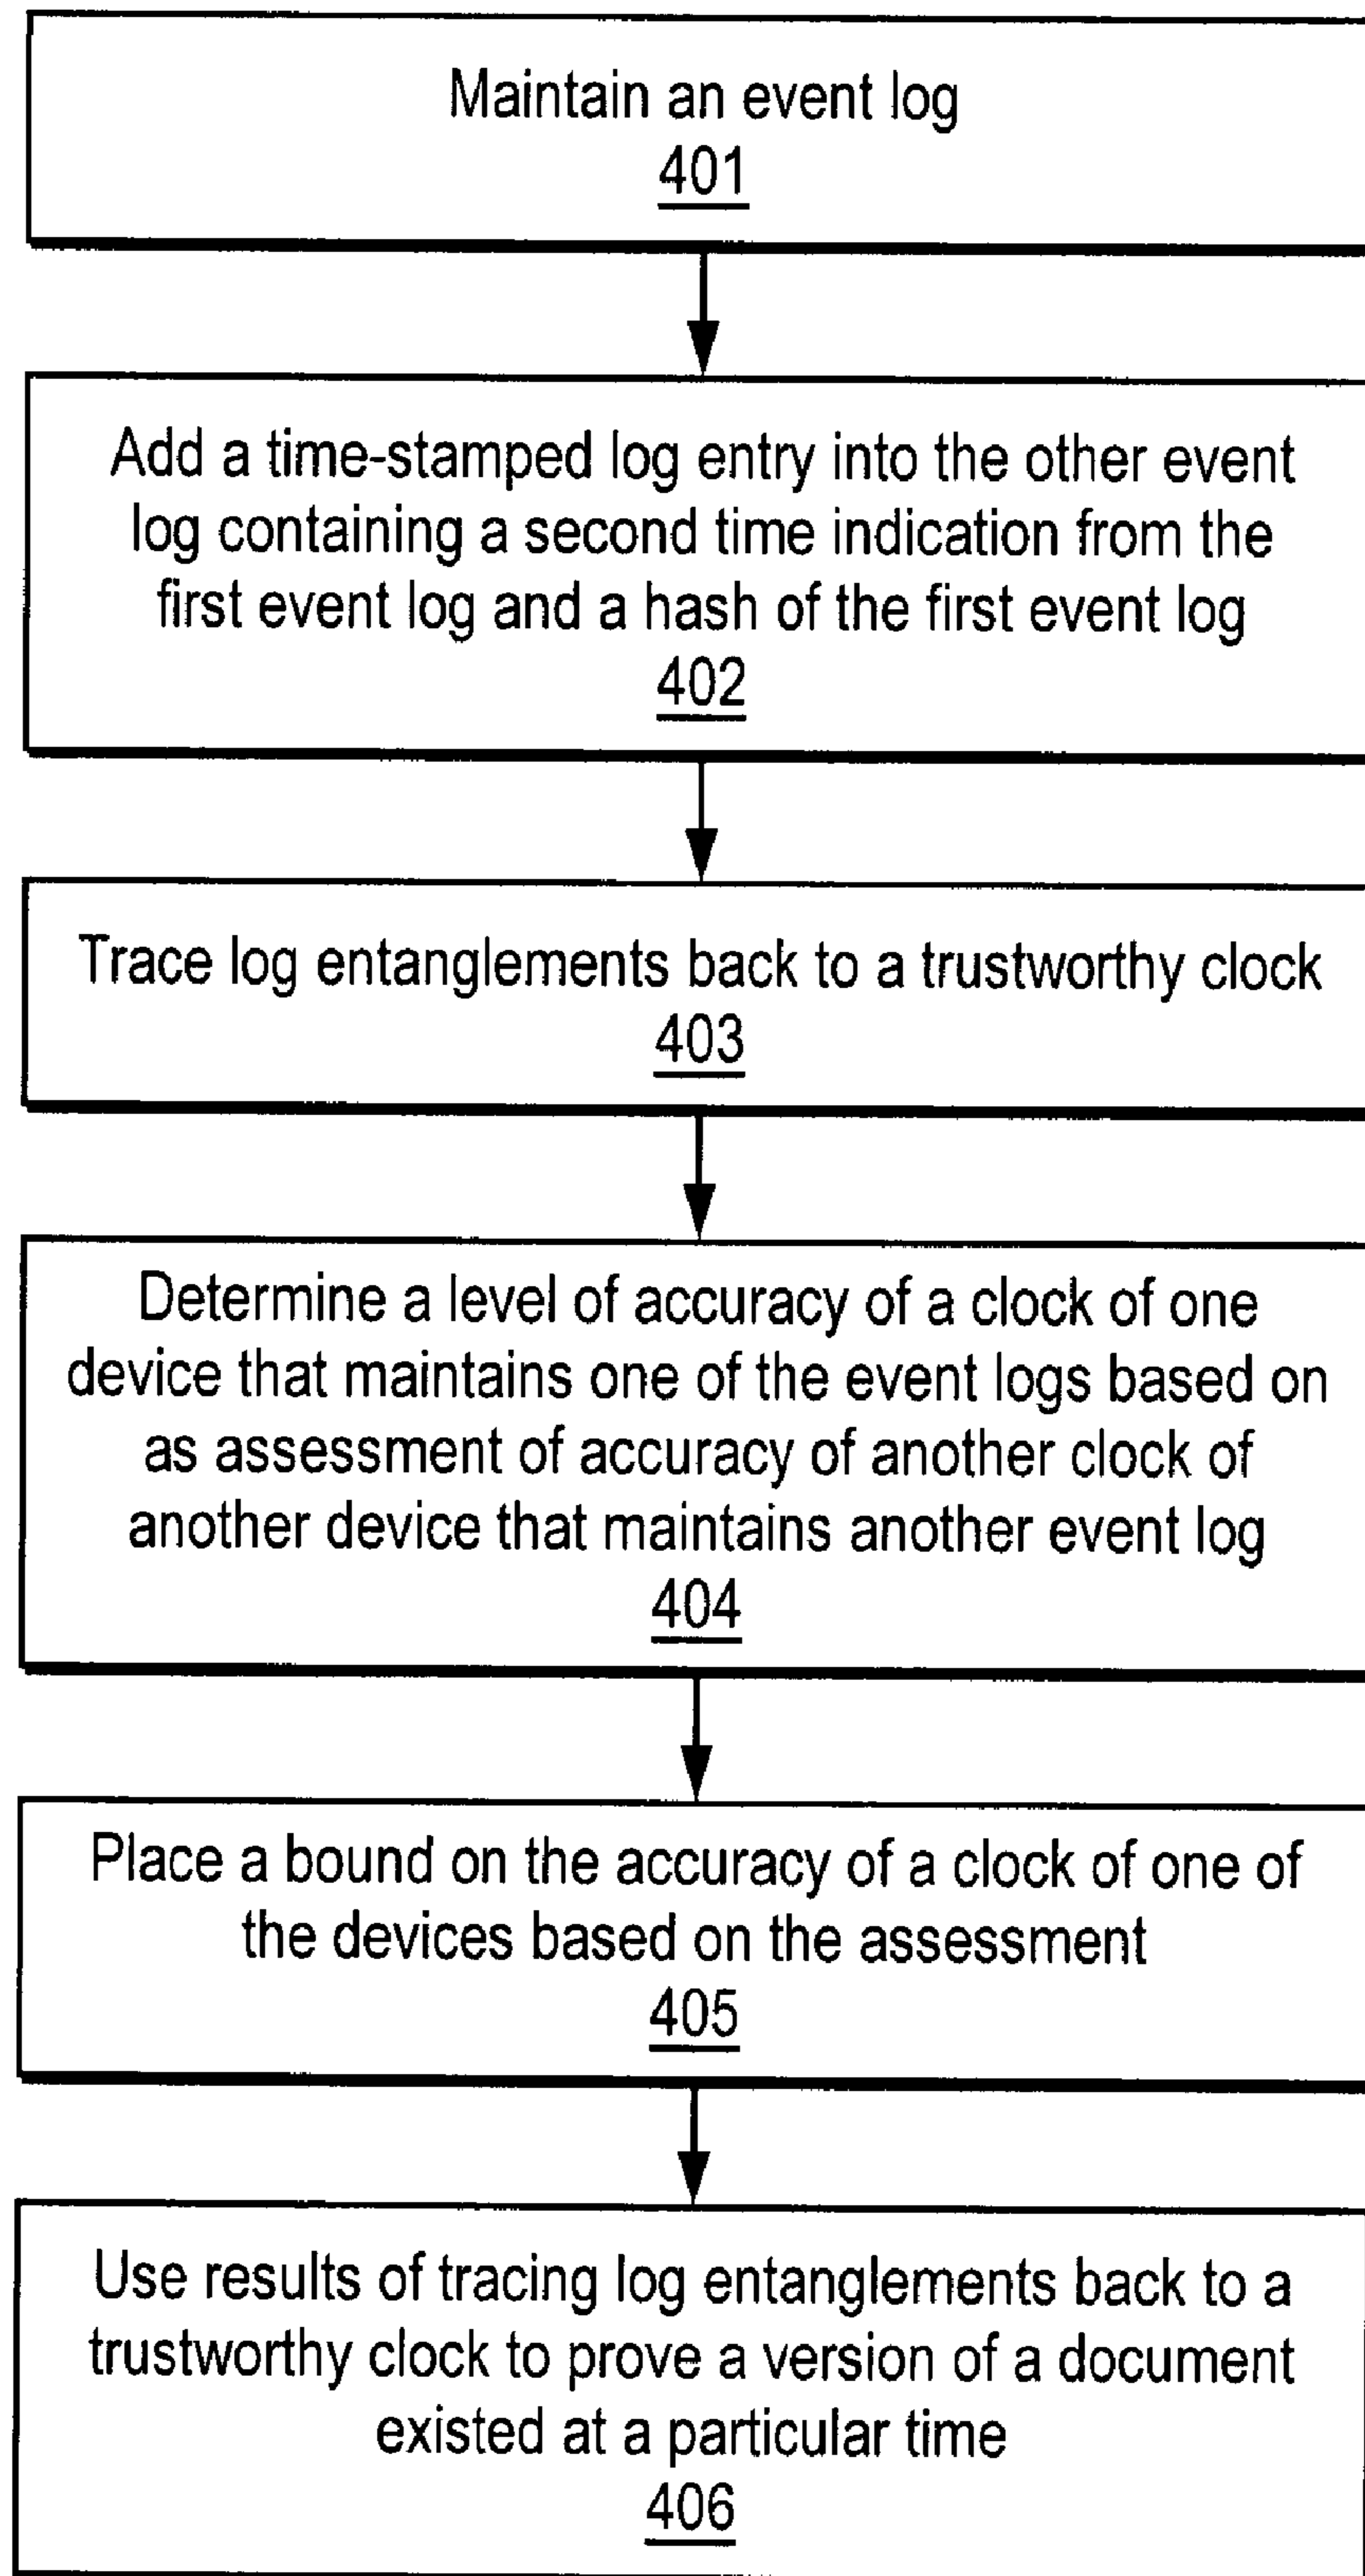 Maintain an event log
401
Add a time-stamped log entry into the other event
log containing a second time indication from the
first event log and a hash of the first event log
402
Trace log entanglements back to a trustworthy clock
403
Determine a level of accuracy of a clock of one
device that maintains one of the event logs based on
as assessment of accuracy of another clock of
another device that maintains another event log
404
Place a bound on the accuracy of a clock of one of
the devices based on the assessment
405
Use results of tracing log entanglements back to a
trustworthy clock to prove a version of a document
existed at a particular time
406